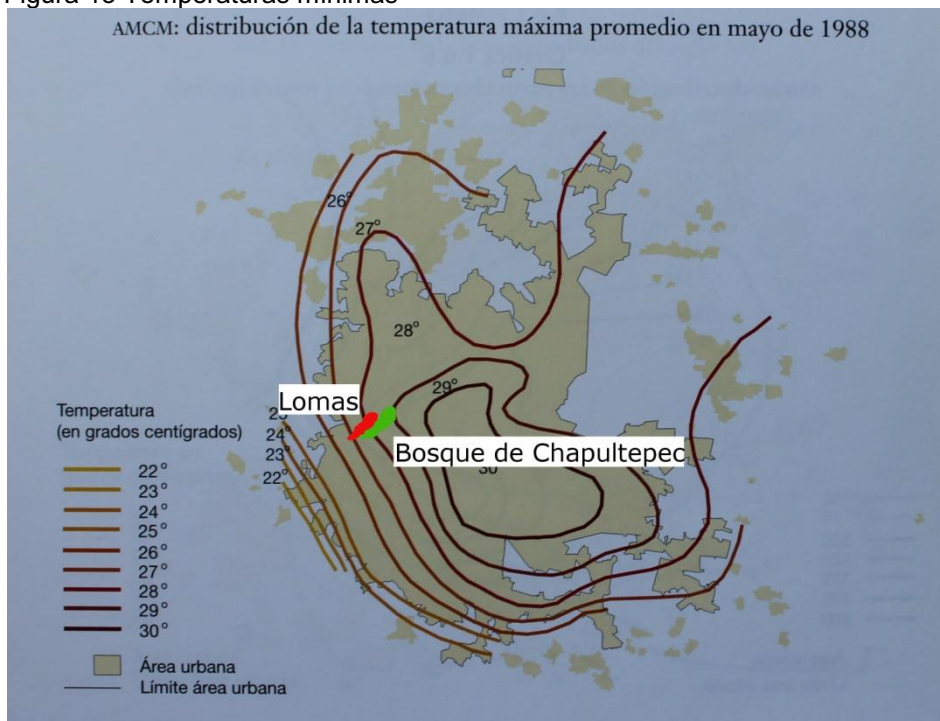 Figura 16 Temperaturas mínimas
AMCM: distribución de la temperatura máxima promedio en mayo de 1988
26°
27°
28°
29°
Lomas
Bosque de Chapultepec
30
24°
23°
22°
Temperatura
(en grados centígrados)
22°
23°
24°
25°
26°
27°
28°
29°
30°
Área urbana
Límite área urbana